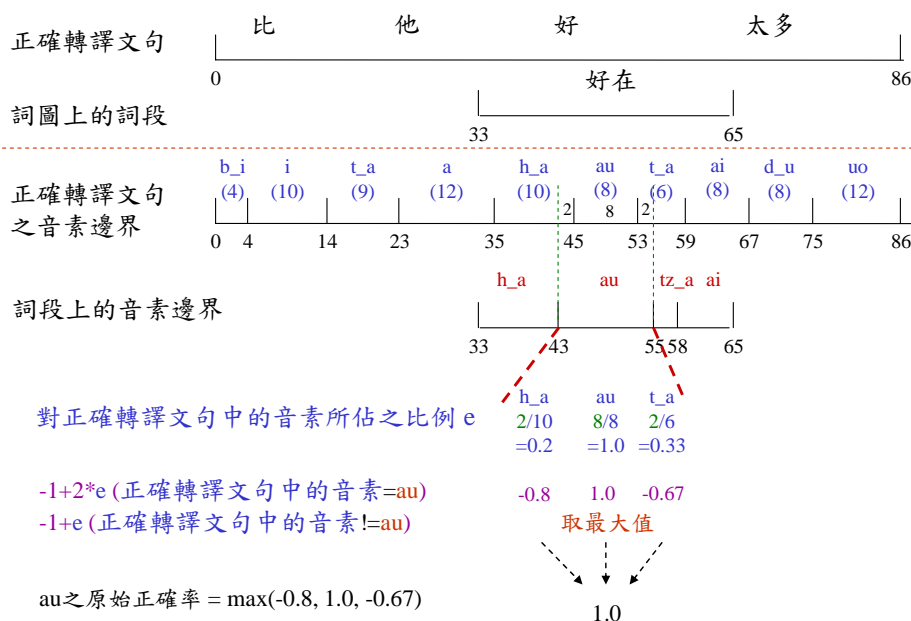 正確轉譯文句 比 他 好 太多
0 86
好在
詞圖上的詞段
33 65
b_i i t_a a h_a au t_a ai d_u uo
(4) (10) (9) (12) (10) (8) (6) (8) (8) (12)
正確轉譯文句
之音素邊界
2 8 2
0 4 14 23 35 45 53 59 67 75 86
h_a au tz_a ai
詞段上的音素邊界
33 43 55 58 65
h_a au t_a
對正確轉譯文句中的音素所佔之比例 e 2/10 8/8 2/6
=0.2 =1.0 =0.33
-1+2*e (正確轉譯文句中的音素=au) -0.8 1.0 -0.67
-1+e (正確轉譯文句中的音素!=au) 取最大值
au之原始正確率 = max(-0.8, 1.0, -0.67) 1.0